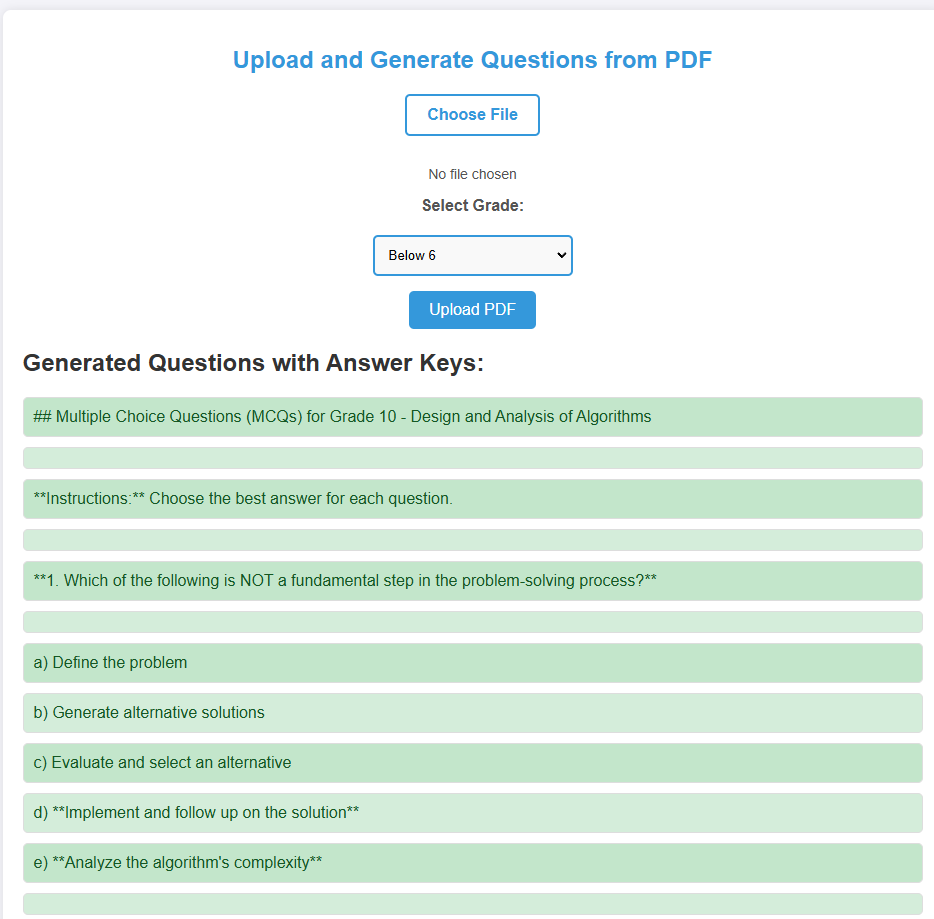 Upload and Generate Questions from PDF
Choose File
No file chosen
Select Grade:
Below 6
Upload PDF
Generated Questions with Answer Keys:
## Multiple Choice Questions (MCQs) for Grade 10 - Design and Analysis of Algorithms
**Instructions:** Choose the best answer for each question.
**1. Which of the following is NOT a fundamental step in the problem-solving process?**
a) Define the problem
b) Generate alternative solutions
c) Evaluate and select an alternative
d) **Implement and follow up on the solution**
e) **Analyze the algorithm's complexity**